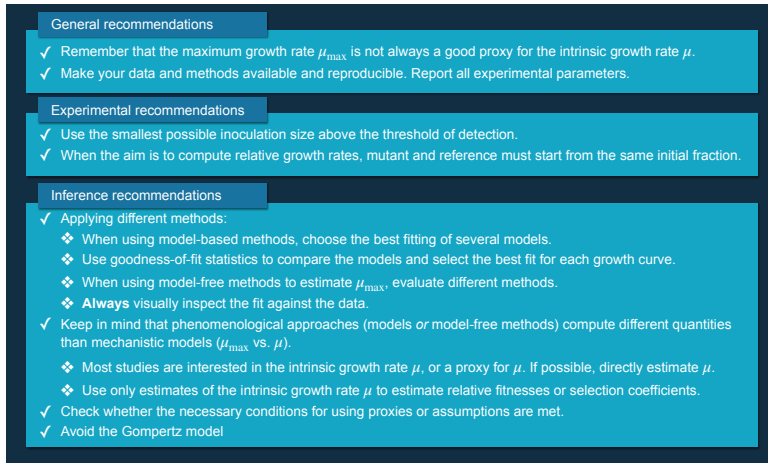 General recommendations
✓ Remember that the maximum growth rate μmax is not always a good proxy for the intrinsic growth rate μ.
✓ Make your data and methods available and reproducible. Report all experimental parameters.
Experimental recommendations
✓ Use the smallest possible inoculation size above the threshold of detection.
✓ When the aim is to compute relative growth rates, mutant and reference must start from the same initial fraction.
Inference recommendations
✓ Applying different methods:
❖ When using model-based methods, choose the best fitting of several models.
❖ Use goodness-of-fit statistics to compare the models and select the best fit for each growth curve.
❖ When using model-free methods to estimate μmax, evaluate different methods.
❖ Always visually inspect the fit against the data.
✓ Keep in mind that phenomenological approaches (models or model-free methods) compute different quantities
than mechanistic models (μmax vs. μ).
❖ Most studies are interested in the intrinsic growth rate μ, or a proxy for μ. If possible, directly estimate μ.
❖ Use only estimates of the intrinsic growth rate μ to estimate relative fitnesses or selection coefficients.
✓ Check whether the necessary conditions for using proxies or assumptions are met.
✓ Avoid the Gompertz model